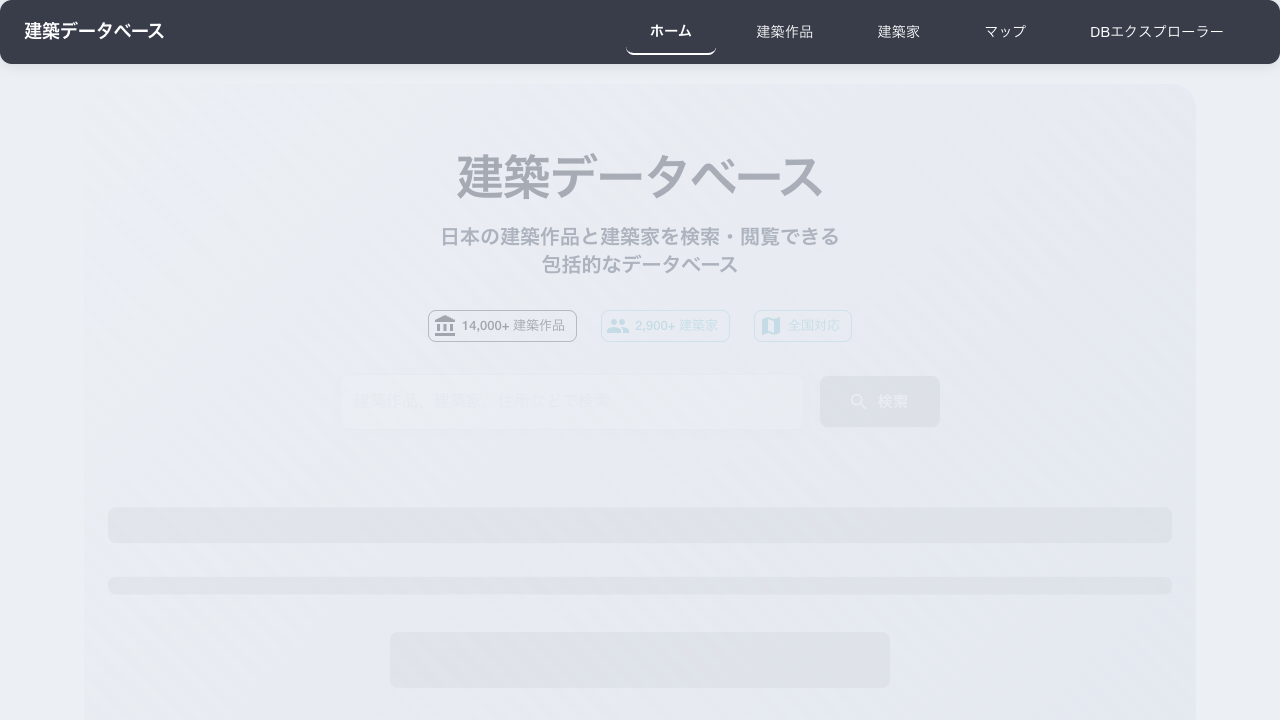 建築データベース
ホーム
建築作品
建築家
マップ
DBエクスプローラー
建築データベース
日本の建築作品と建築家を検索・閲覧できる
包括的なデータベース
14,000+ 建築作品
2,900+ 建築家
全国対応
建築作品、建築家、住所などで検索...
検索